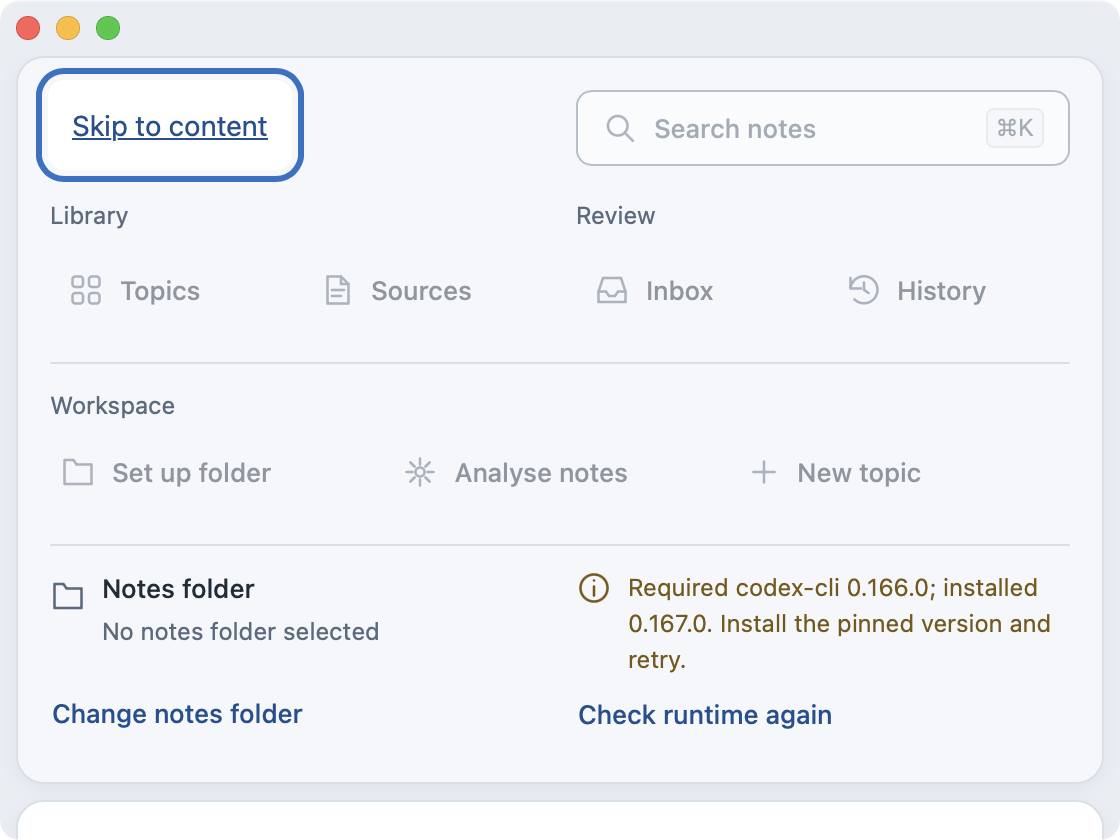 Skip to content
Search notes
⌘K
Library
Review
Topics
Sources
Inbox
History
Workspace
Set up folder
Analyse notes
New topic
Notes folder
No notes folder selected
Change notes folder
Required codex-cli 0.166.0; installed
0.167.0. Install the pinned version and
retry.
Check runtime again